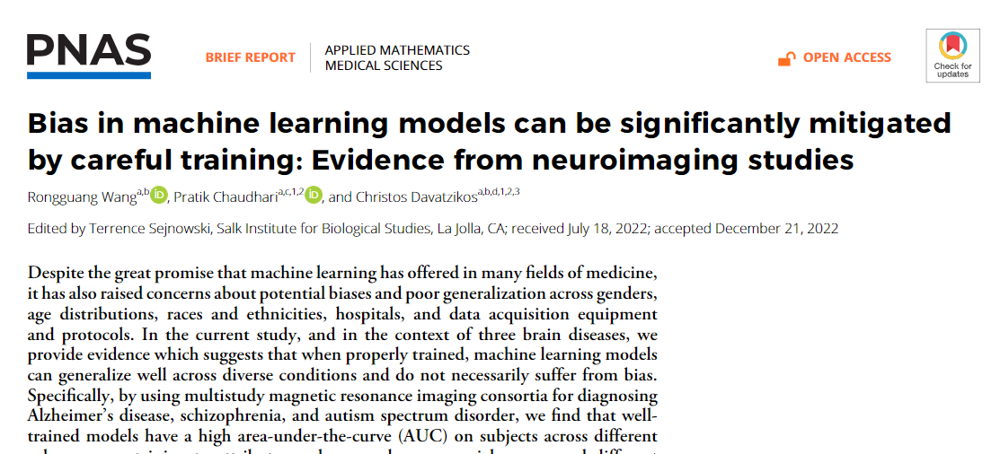 PNAS
BRIEF REPORT
APPLIED MATHEMATICS
MEDICAL SCIENCES
OPEN ACCESS
Check for
updates
Bias in machine learning models can be significantly mitigated
by careful training: Evidence from neuroimaging studies
Rongguang Wang^a,b iD, Pratik Chaudhari^a,c,1,2 iD, and Christos Davatzikos^a,b,d,1,2,3
Edited by Terrence Sejnowski, Salk Institute for Biological Studies, La Jolla, CA; received July 18, 2022; accepted December 21, 2022
Despite the great promise that machine learning has offered in many fields of medicine,
it has also raised concerns about potential biases and poor generalization across genders,
age distributions, races and ethnicities, hospitals, and data acquisition equipment
and protocols. In the current study, and in the context of three brain diseases, we
provide evidence which suggests that when properly trained, machine learning models
can generalize well across diverse conditions and do not necessarily suffer from bias.
Specifically, by using multistudy magnetic resonance imaging consortia for diagnosing
Alzheimer's disease, schizophrenia, and autism spectrum disorder, we find that well-
trained models have a high area-under-the-curve (AUC) on subjects across different